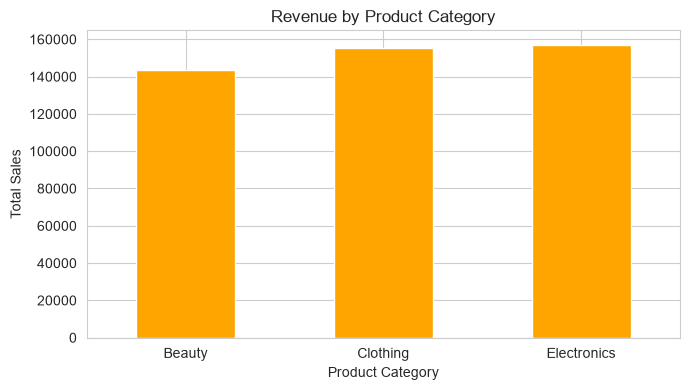 Revenue by Product Category
Total Sales
160000
140000
120000
100000
80000
60000
40000
20000
0
Beauty Clothing Electronics
Product Category